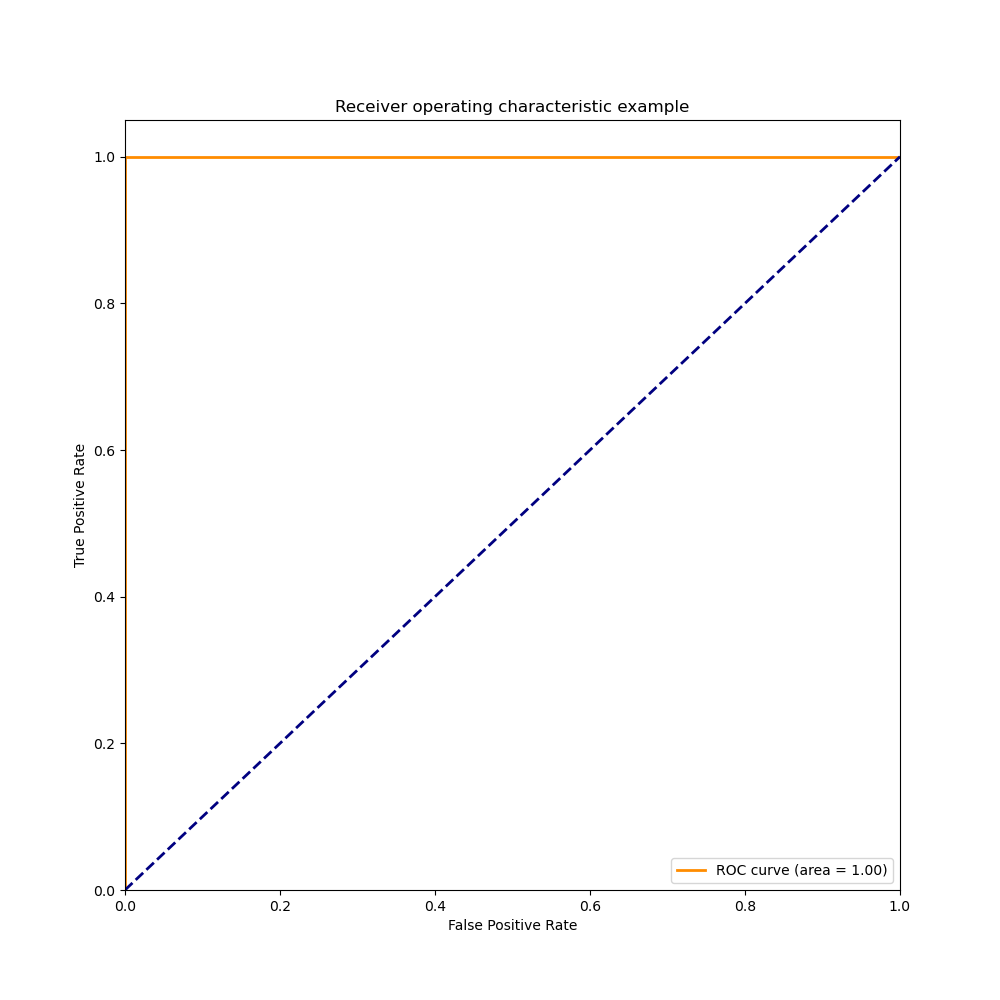 Receiver operating characteristic example
1.0
0.8
0.6
0.4
0.2
0.0
True Positive Rate
ROC curve (area = 1.00)
0.0 0.2 0.4 0.6 0.8 1.0
False Positive Rate